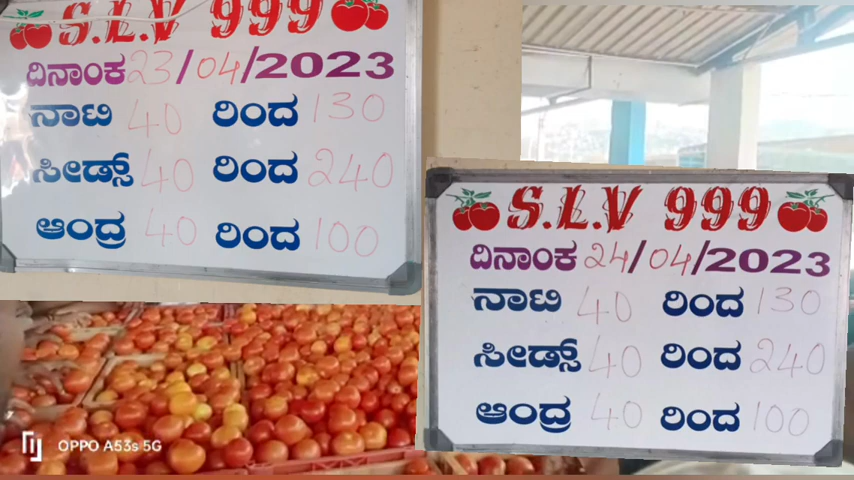 S.L.V 999
ದಿನಾಂಕ 23/04/2023
ನಾಟಿ 40 ರಿಂದ 130
ಸೀಡ್ಸ್ 40 ರಿಂದ 240
ಆಂದ್ರ 40 ರಿಂದ 100
S.L.V 999
ದಿನಾಂಕ 24/04/2023
ನಾಟಿ 40 ರಿಂದ 130
ಸೀಡ್ಸ್ 40 ರಿಂದ 240
ಆಂದ್ರ 40 ರಿಂದ 100
OPPO A53s 5G